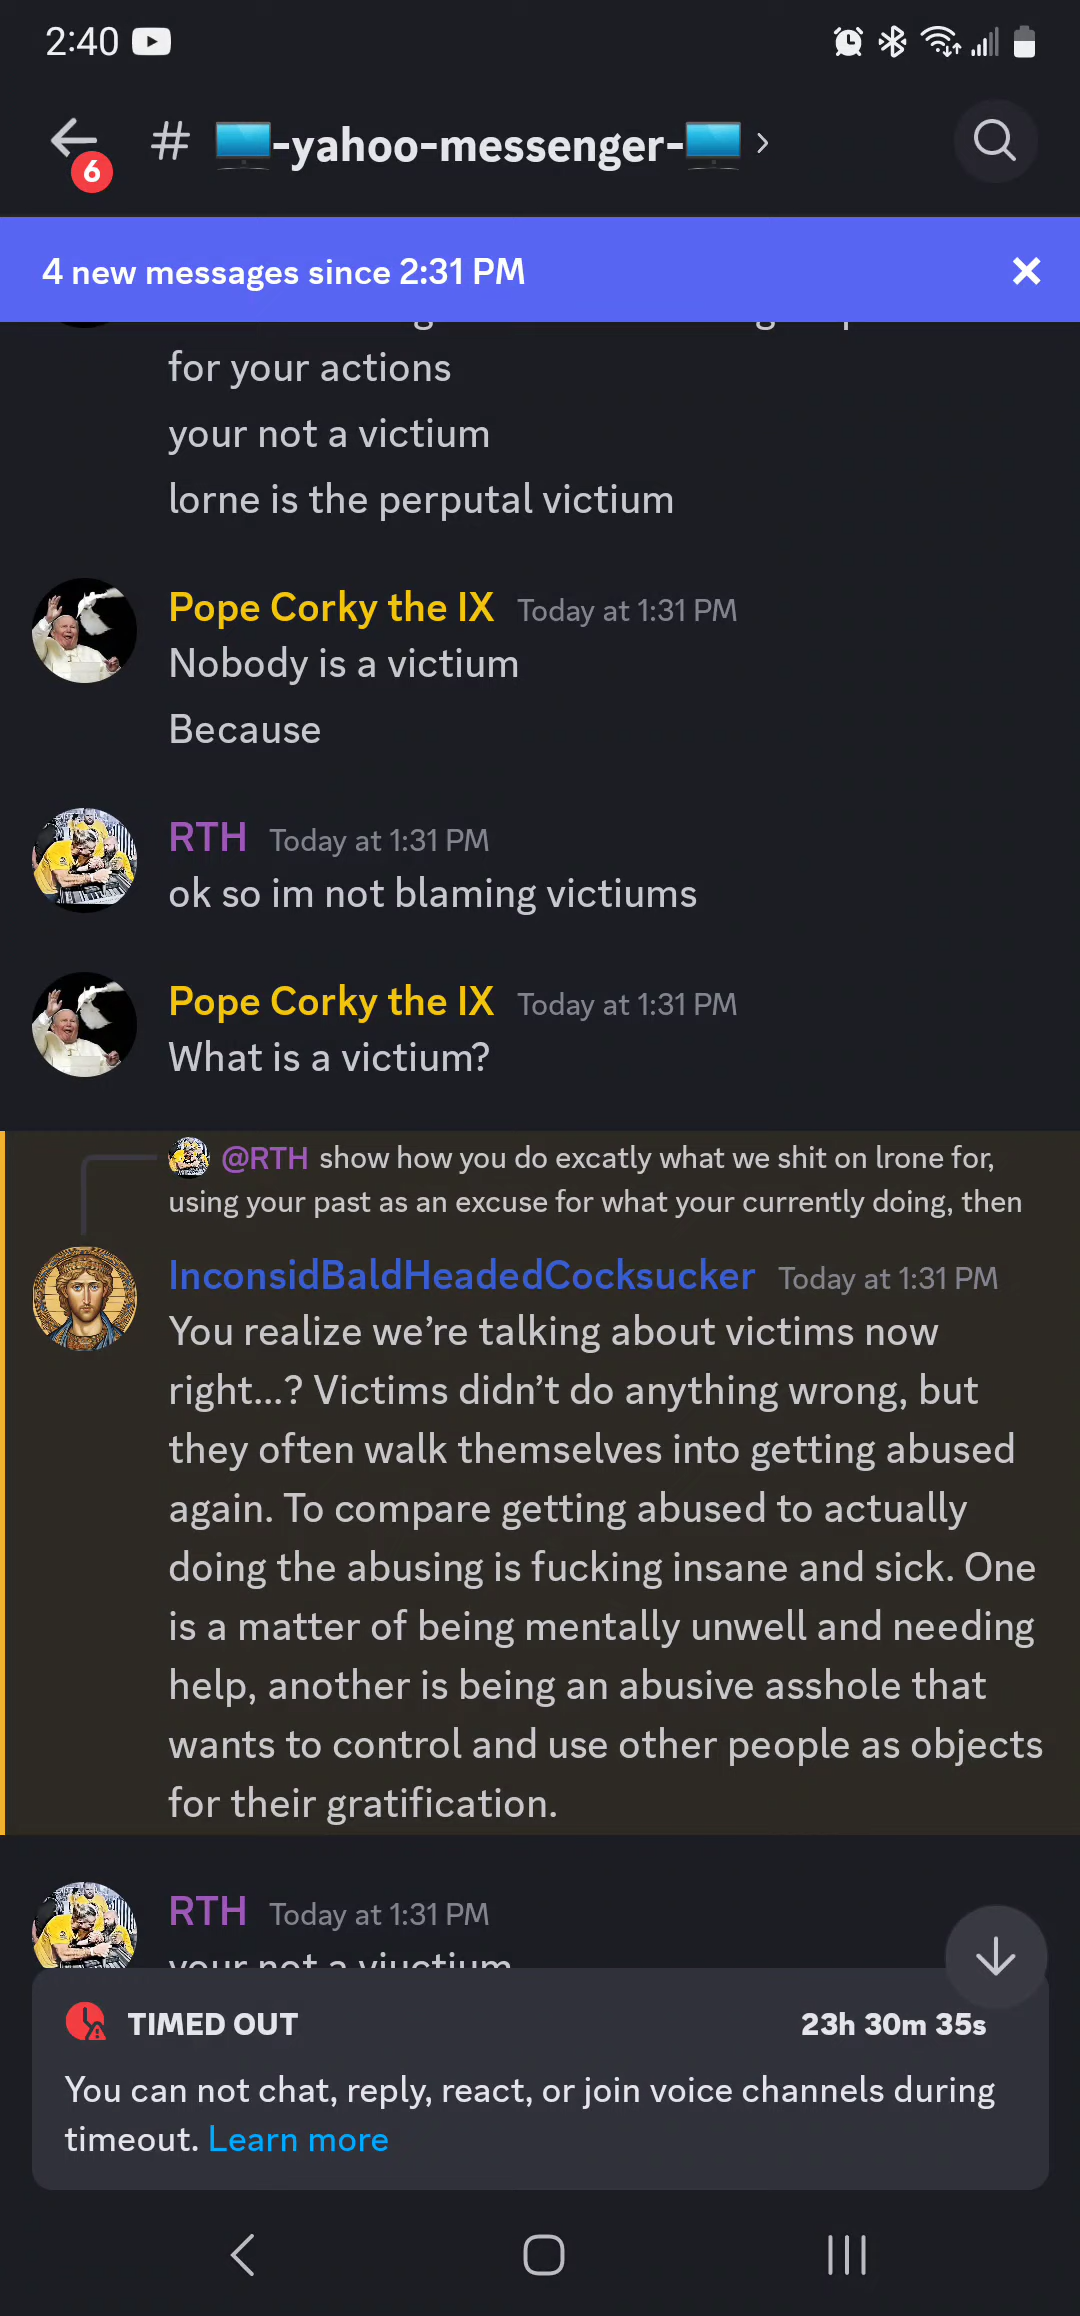 2:40
# -yahoo-messenger- ›
6
4 new messages since 2:31 PM
for your actions
your not a victium
lorne is the perputal victium
Pope Corky the IX Today at 1:31 PM
Nobody is a victium
Because
RTH Today at 1:31 PM
ok so im not blaming victiums
Pope Corky the IX Today at 1:31 PM
What is a victium?
@RTH show how you do excatly what we shit on lrone for,
using your past as an excuse for what your currently doing, then
InconsidBaldHeadedCocksucker Today at 1:31 PM
You realize we’re talking about victims now
right...? Victims didn’t do anything wrong, but
they often walk themselves into getting abused
again. To compare getting abused to actually
doing the abusing is fucking insane and sick. One
is a matter of being mentally unwell and needing
help, another is being an abusive asshole that
wants to control and use other people as objects
for their gratification.
RTH Today at 1:31 PM
your not a viuctium
TIMED OUT 23h 30m 35s
You can not chat, reply, react, or join voice channels during
timeout. Learn more